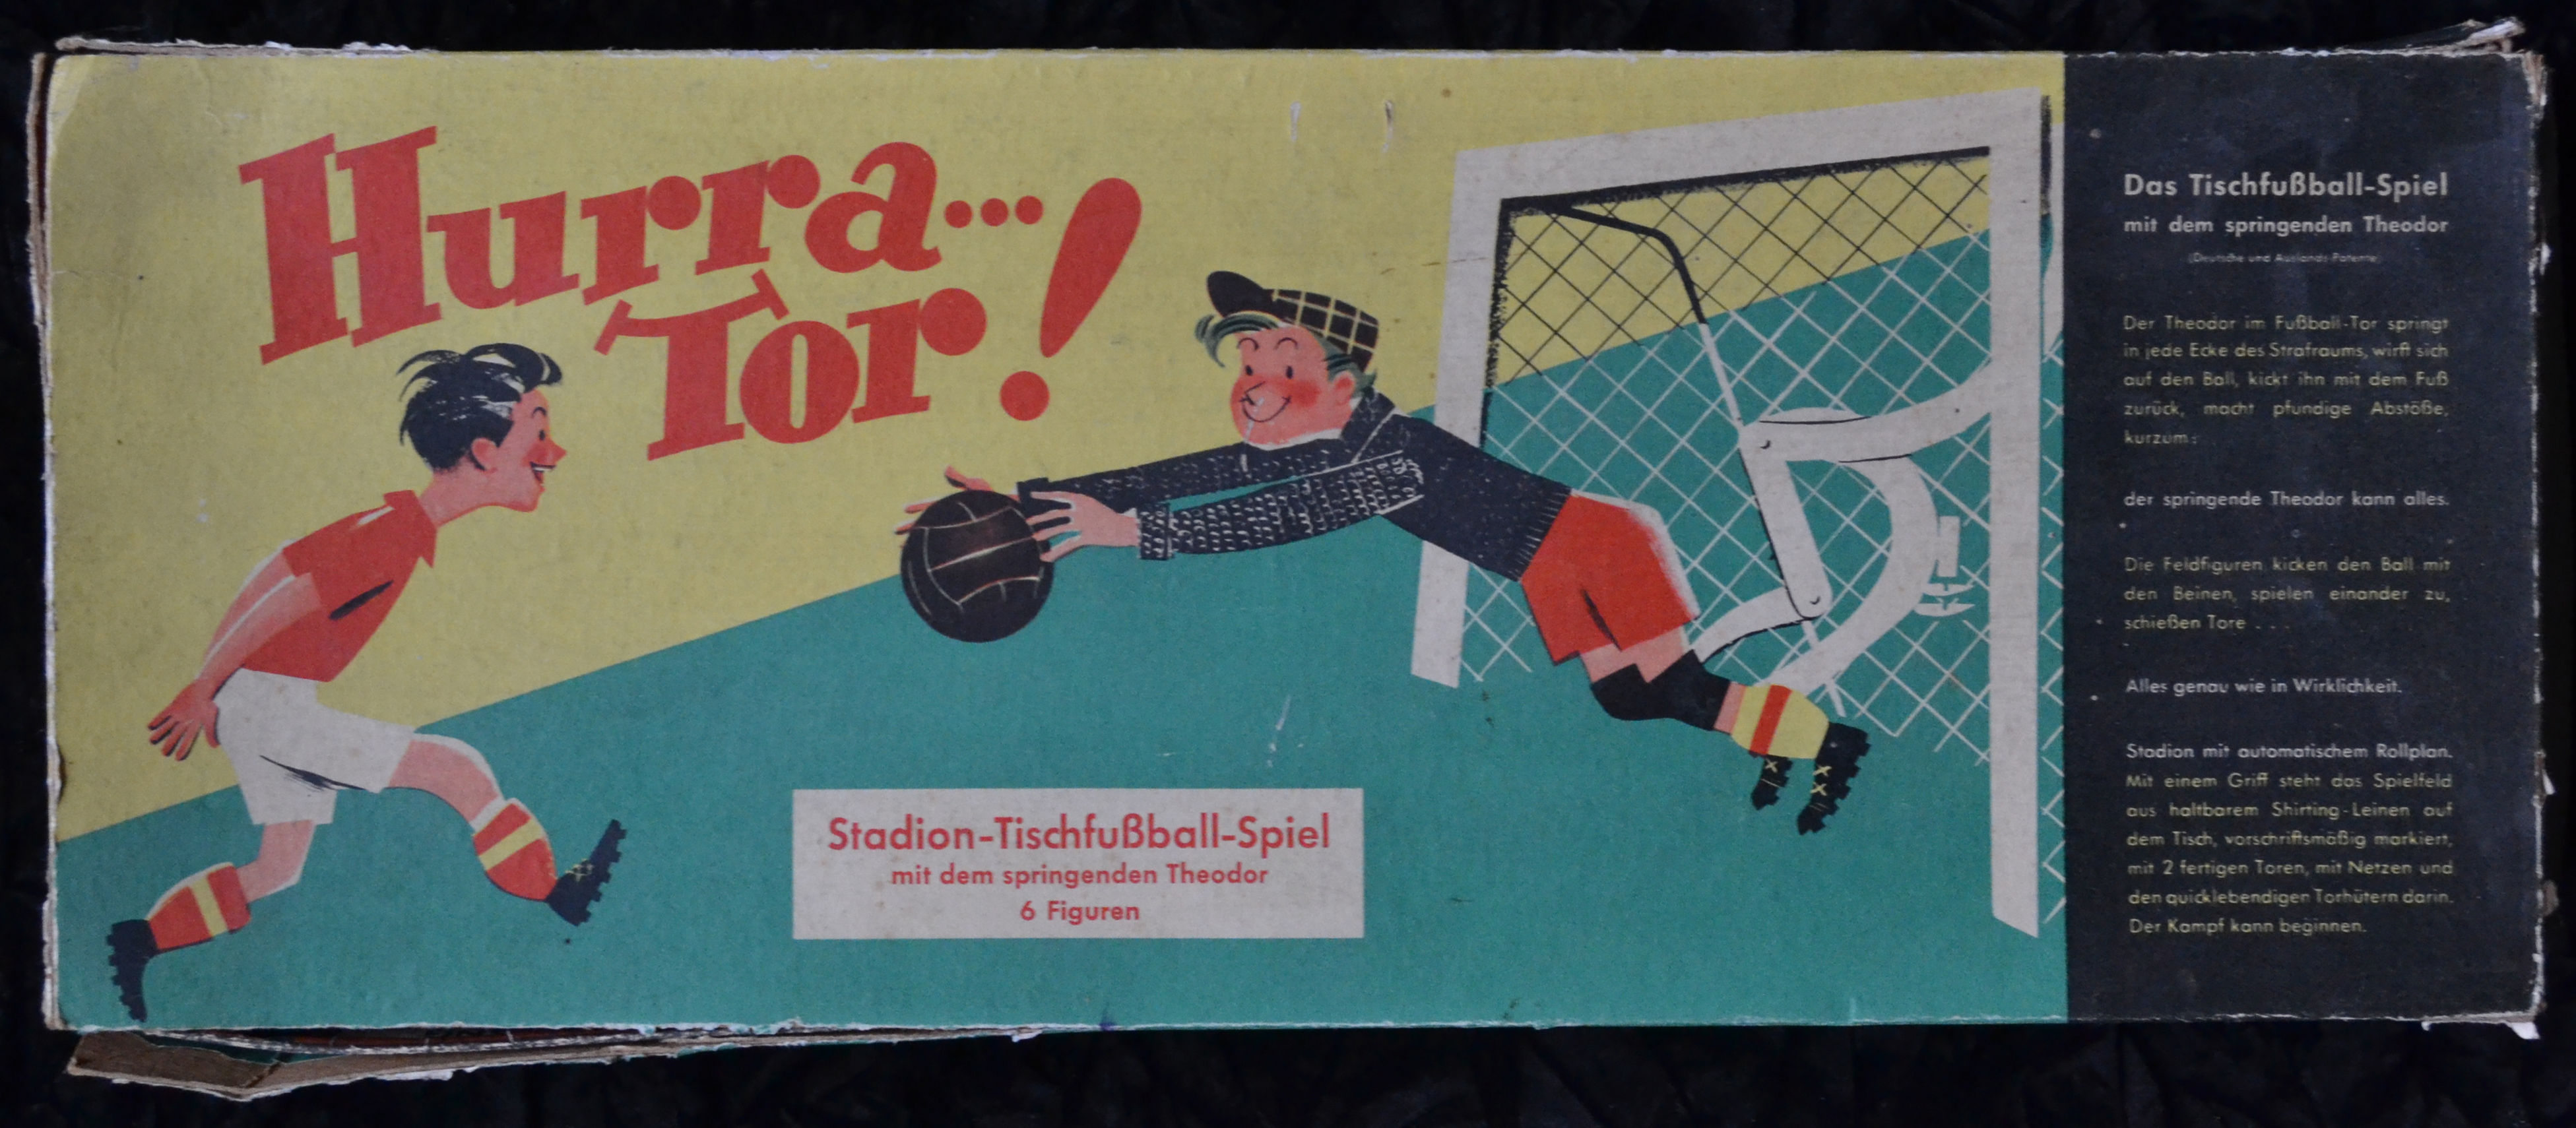 Hurra...
Tor!
Stadion-Tischfußball-Spiel
mit dem springenden Theodor
6 Figuren
Das Tischfußball-Spiel
mit dem springenden Theodor
(Deutsche und Auslands-Patente)
Der Theodor im Fußball-Tor springt
in jede Ecke des Strafraums, wirft sich
auf den Ball, kickt ihn mit dem Fuß
zurück, macht pfundige Abstöße,
kurzum:
der springende Theodor kann alles.
Die Feldfiguren kicken den Ball mit
den Beinen, spielen einander zu,
schießen Tore . . .
Alles genau wie in Wirklichkeit.
Stadion mit automatischem Rollplan.
Mit einem Griff steht das Spielfeld
aus haltbarem Shirting-Leinen auf
dem Tisch, vorschriftsmäßig markiert,
mit 2 fertigen Toren, mit Netzen und
den quicklebendigen Torhütern darin.
Der Kampf kann beginnen.